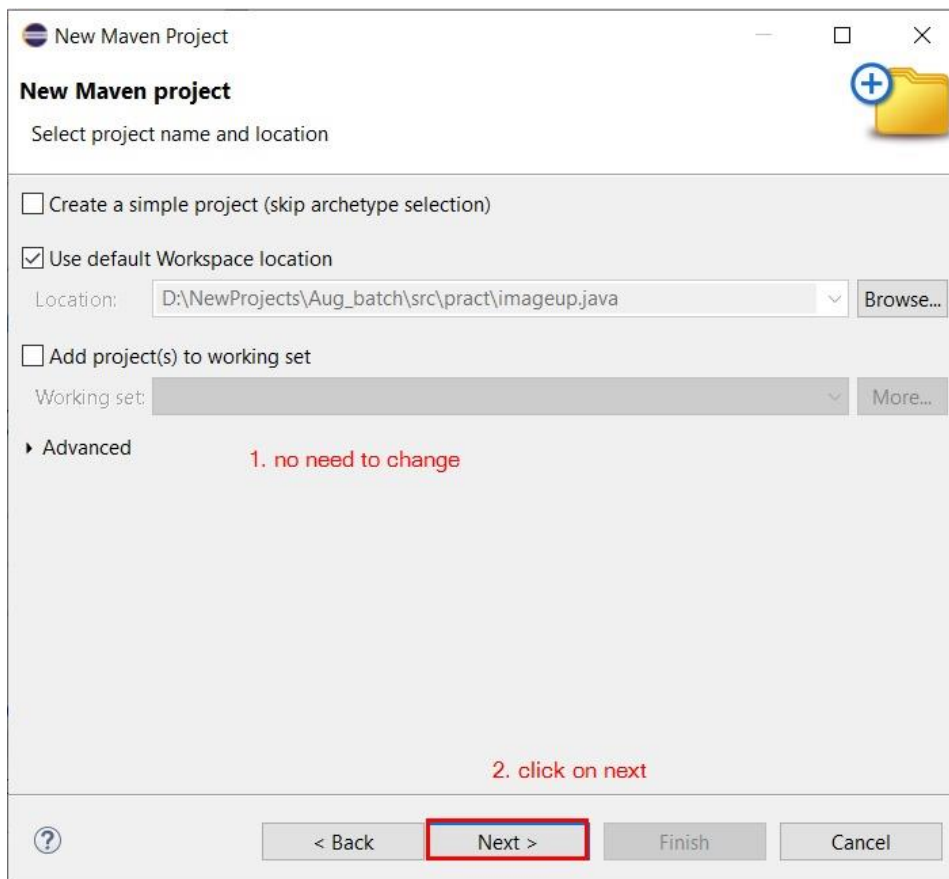 New Maven Project
New Maven project
Select project name and location
Create a simple project (skip archetype selection)
Use default Workspace location
Location: D:\NewProjects\Aug_batch\src\pract\imageup.java Browse...
Add project(s) to working set
Working set: More...
Advanced
1. no need to change
2. click on next
? < Back Next > Finish Cancel